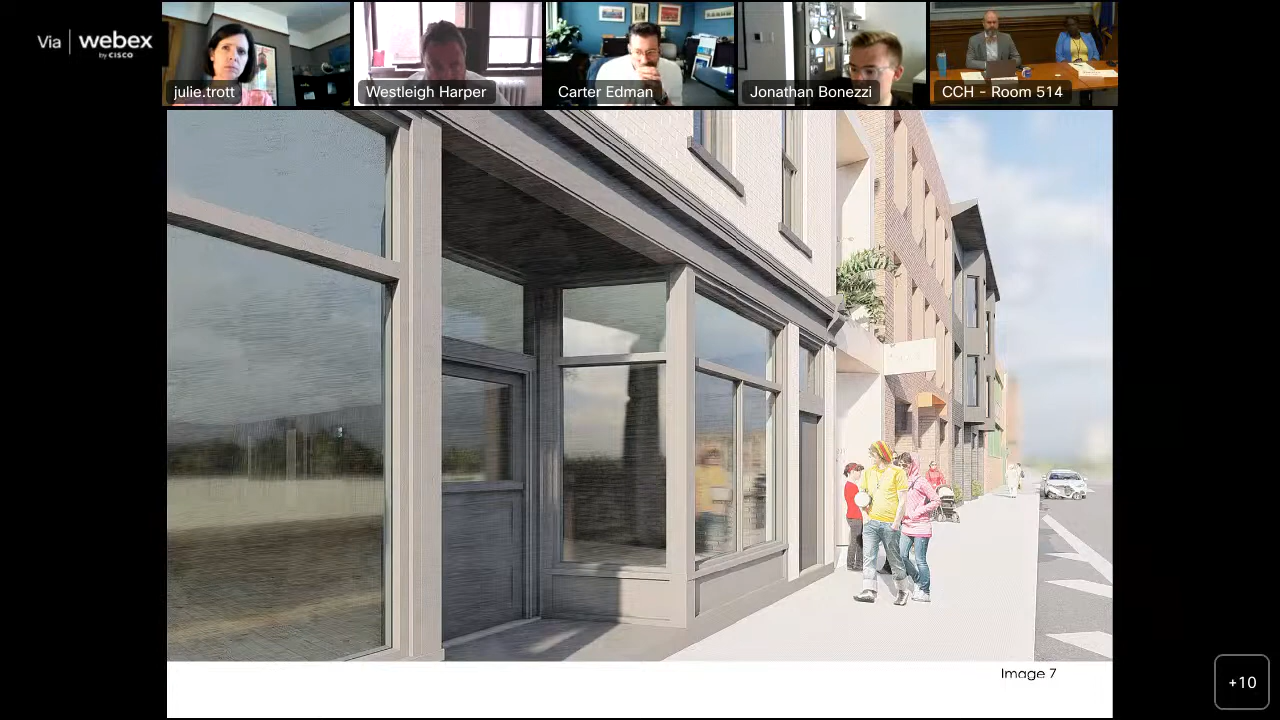 Via webex
by CISCO
julie.trott
Westleigh Harper
Carter Edman
Jonathan Bonezzi
CCH - Room 514
Image 7
+10